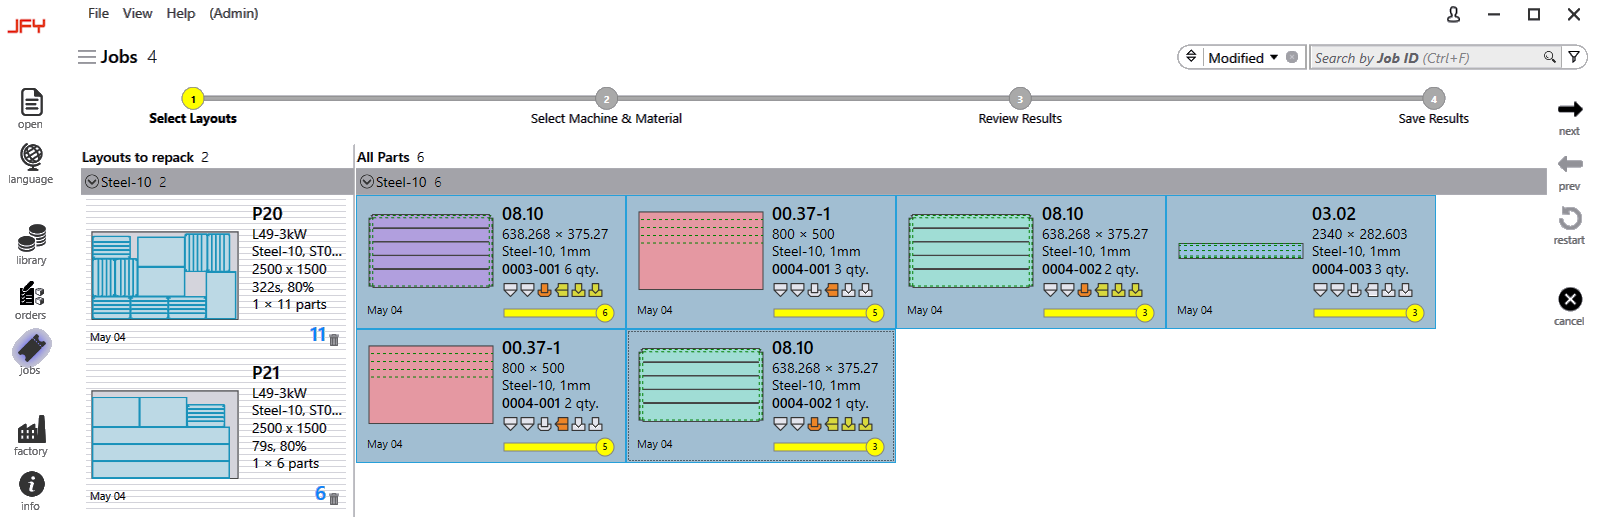 JFY
File View Help (Admin)
Jobs 4
Modified
Search by Job ID (Ctrl+F)
1 2 3 4
Select Layouts Select Machine & Material Review Results Save Results
open
language
library
orders
jobs
factory
info
Layouts to repack 2
Steel-10 2
P20
L49-3kW
Steel-10, ST0...
2500 x 1500
322s, 80%
1 × 11 parts
May 04 11
P21
L49-3kW
Steel-10, ST0...
2500 x 1500
79s, 80%
1 × 6 parts
May 04 6
All Parts 6
Steel-10 6
08.10
638.268 × 375.27
Steel-10, 1mm
0003-001 6 qty.
May 04 6
00.37-1
800 × 500
Steel-10, 1mm
0004-001 3 qty.
May 04 5
08.10
638.268 × 375.27
Steel-10, 1mm
0004-002 2 qty.
May 04 3
03.02
2340 × 282.603
Steel-10, 1mm
0004-003 3 qty.
May 04 3
00.37-1
800 × 500
Steel-10, 1mm
0004-001 2 qty.
May 04 5
08.10
638.268 × 375.27
Steel-10, 1mm
0004-002 1 qty.
May 04 3
next
prev
restart
cancel